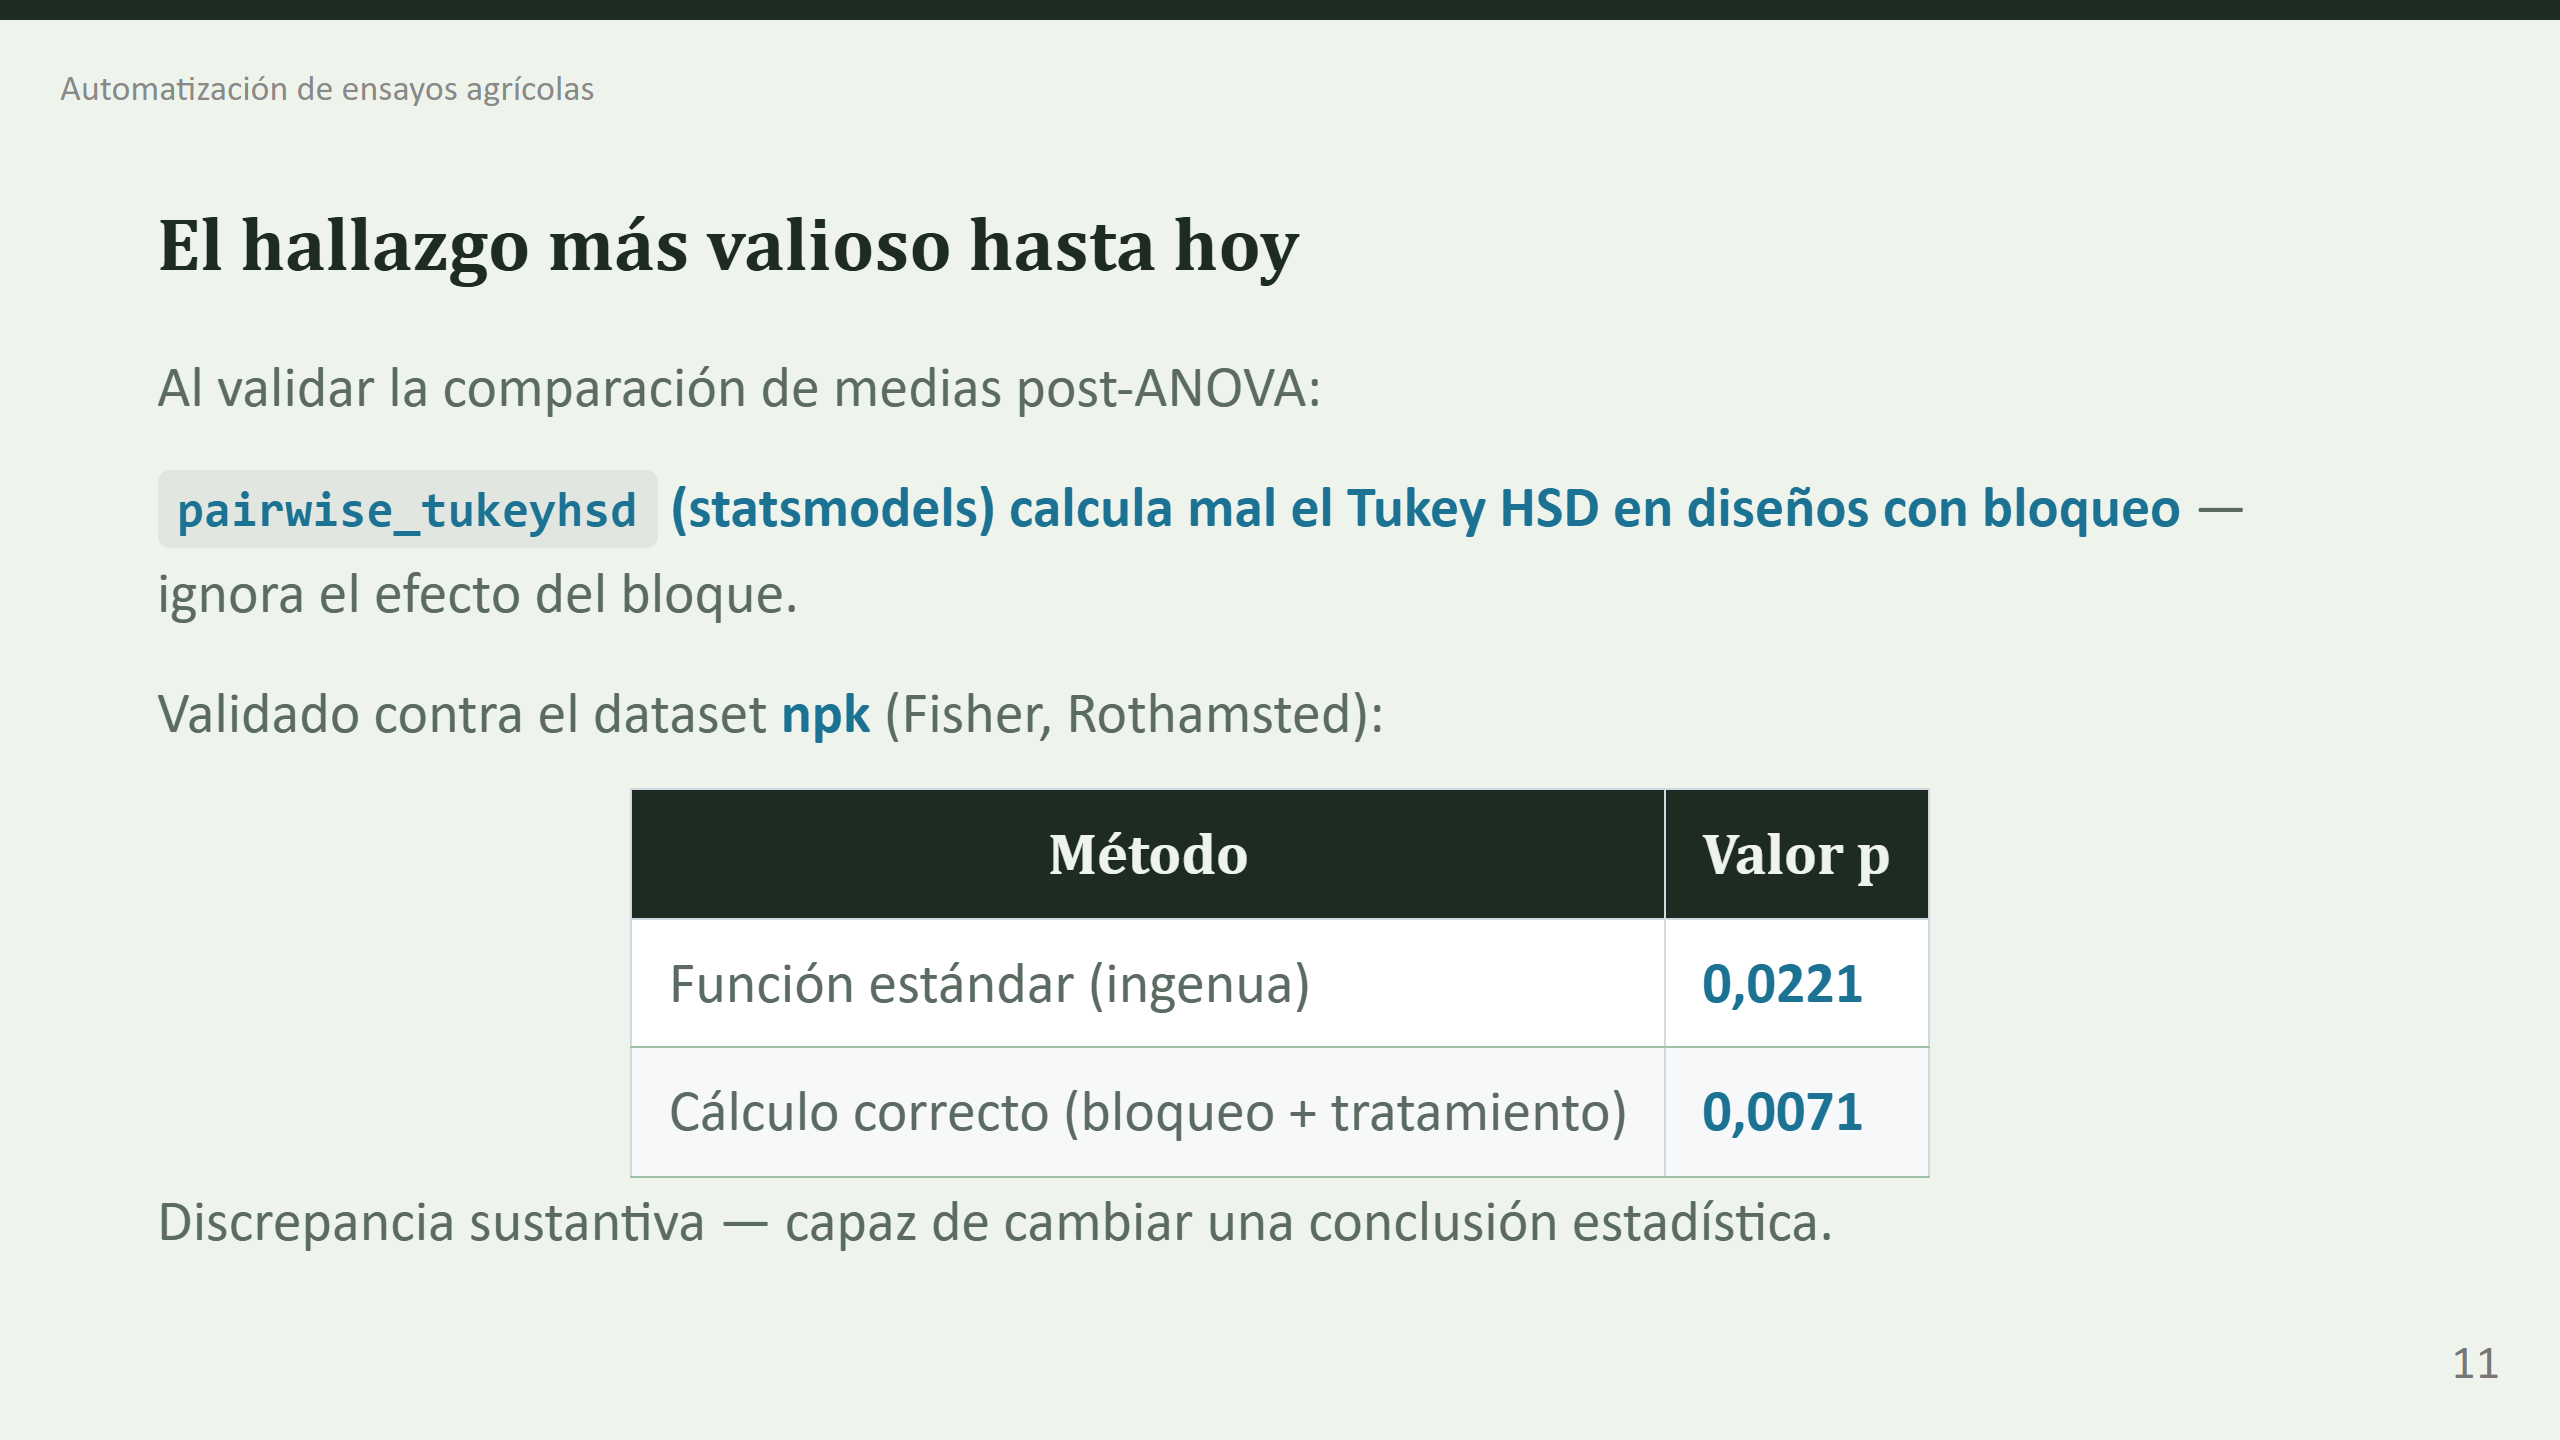 Automatización de ensayos agrícolas
El hallazgo más valioso hasta hoy
Al validar la comparación de medias post-ANOVA:
pairwise_tukeyhsd (statsmodels) calcula mal el Tukey HSD en diseños con bloqueo —
ignora el efecto del bloque.
Validado contra el dataset npk (Fisher, Rothamsted):
Método Valor p
Función estándar (ingenua) 0,0221
Cálculo correcto (bloqueo + tratamiento) 0,0071
Discrepancia sustantiva — capaz de cambiar una conclusión estadística.
11